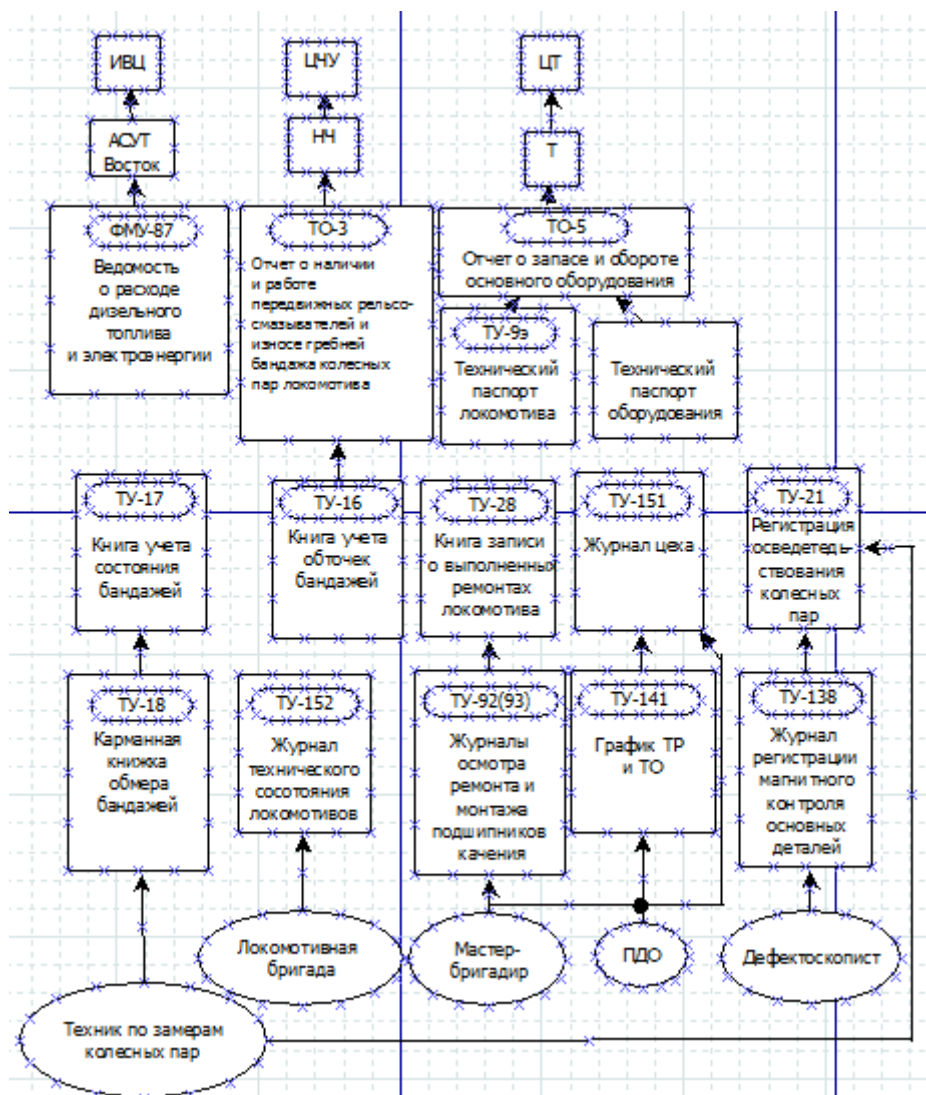 ИВЦ
ЦЧУ
ЦТ
АСУТ
Восток
НЧ
Т
ФМУ-87
Ведомость
о расходе
дизельного
топлива
и электроэнергии
ТО-3
Отчет о наличии
и работе
передвижных рельсо-
смазывателей и
износе гребней
бандажа колесных
пар локомотива
ТО-5
Отчет о запасе и обороте
основного оборудования
ТУ-9э
Технический
паспорт
локомотива
Технический
паспорт
оборудования
ТУ-17
Книга учета
состояния
бандажей
ТУ-16
Книга учета
обточек
бандажей
ТУ-28
Книга записи
о выполненных
ремонтах
локомотива
ТУ-151
Журнал цеха
ТУ-21
Регистрация
осведетедь-
ствования
колесных
пар
ТУ-18
Карманная
книжка
обмера
бандажей
ТУ-152
Журнал
технического
сосотояния
локомотивов
ТУ-92(93)
Журналы
осмотра
ремонта и
монтажа
подшипников
качения
ТУ-141
График ТР
и ТО
ТУ-138
Журнал
регистрации
магнитного
контроля
основных
деталей
Локомотивная
бригада
Мастер-
бригадир
ПДО
Дефектоскопист
Техник по замерам
колесных пар